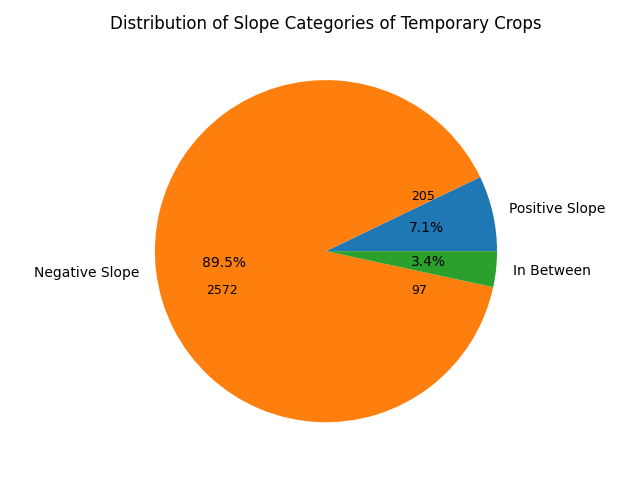 Distribution of Slope Categories of Temporary Crops
205
Positive Slope
7.1%
89.5%
3.4%
Negative Slope
In Between
2572
97